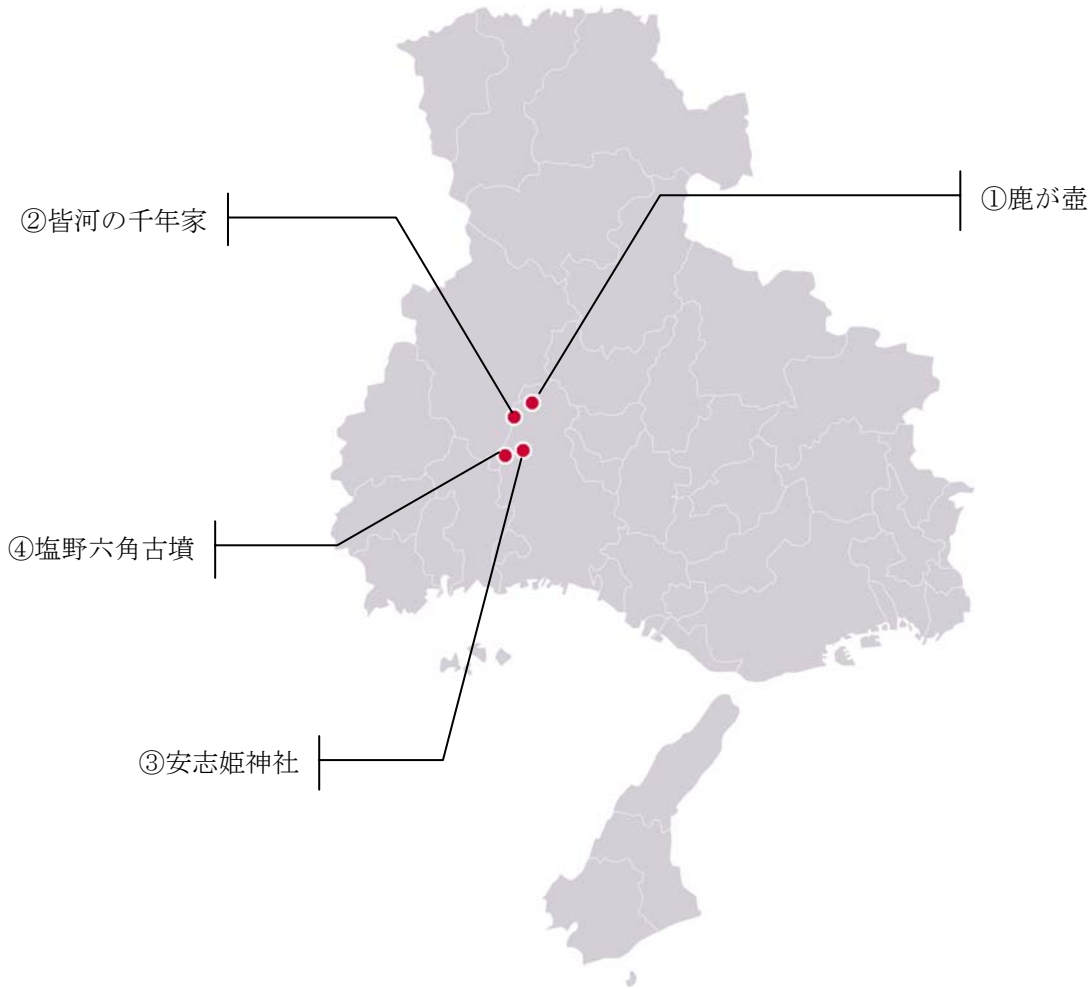 ①鹿が壺
②皆河の千年家
④塩野六角古墳
③安志姫神社